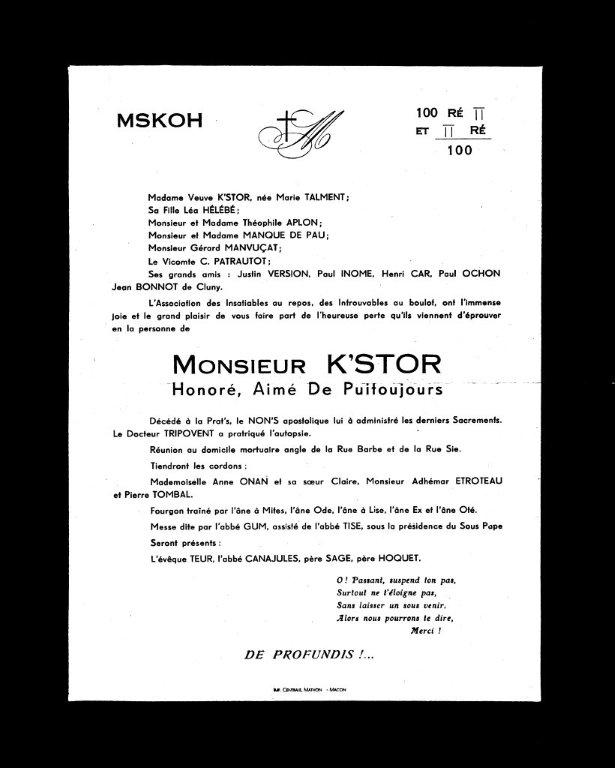 MSKOH
M
100 RÉ II
ET II RÉ
100
Madame Veuve K'STOR, née Marie TALMENT;
Sa Fille Léa HÉLÉBÉ;
Monsieur et Madame Théophile APLON;
Monsieur et Madame MANQUE DE PAU;
Monsieur Gérard MANVUÇAT;
Le Vicomte C. PATRAUTOT;
Ses grands amis : Justin VERSION, Paul INOME, Henri CAR, Paul OCHON
Jean BONNOT de Cluny.
L'Association des Insatiables au repos, des Introuvables au boulot, ont l'immense
joie et le grand plaisir de vous faire part de l'heureuse perte qu'ils viennent d'éprouver
en la personne de
MONSIEUR K'STOR
Honoré, Aimé De Puitoujours
Décédé à la Prat's, le NON'S apostolique lui à administré les derniers Sacrements.
Le Docteur TRIPOVENT a pratriqué l'autopsie.
Réunion au domicile mortuaire angle de la Rue Barbe et de la Rue Sie.
Tiendront les cordons :
Mademoiselle Anne ONAN et sa sœur Claire, Monsieur Adhémar ETROTEAU
et Pierre TOMBAL.
Fourgon traîné par l'âne à Mites, l'âne Ode, l'âne à Lise, l'âne Ex et l'âne Oté.
Messe dite par l'abbé GUM, assisté de l'abbé TISE, sous la présidence du Sous Pape
Seront présents :
L'évêque TEUR, l'abbé CANAJULES, père SAGE, père HOQUET.
O ! Passant, suspend ton pas,
Surtout ne t'éloigne pas,
Sans laisser un sous venir,
Alors nous pourrons te dire,
Merci !
DE PROFUNDIS !...
IMP. CENTRALE, MATHON - MACON